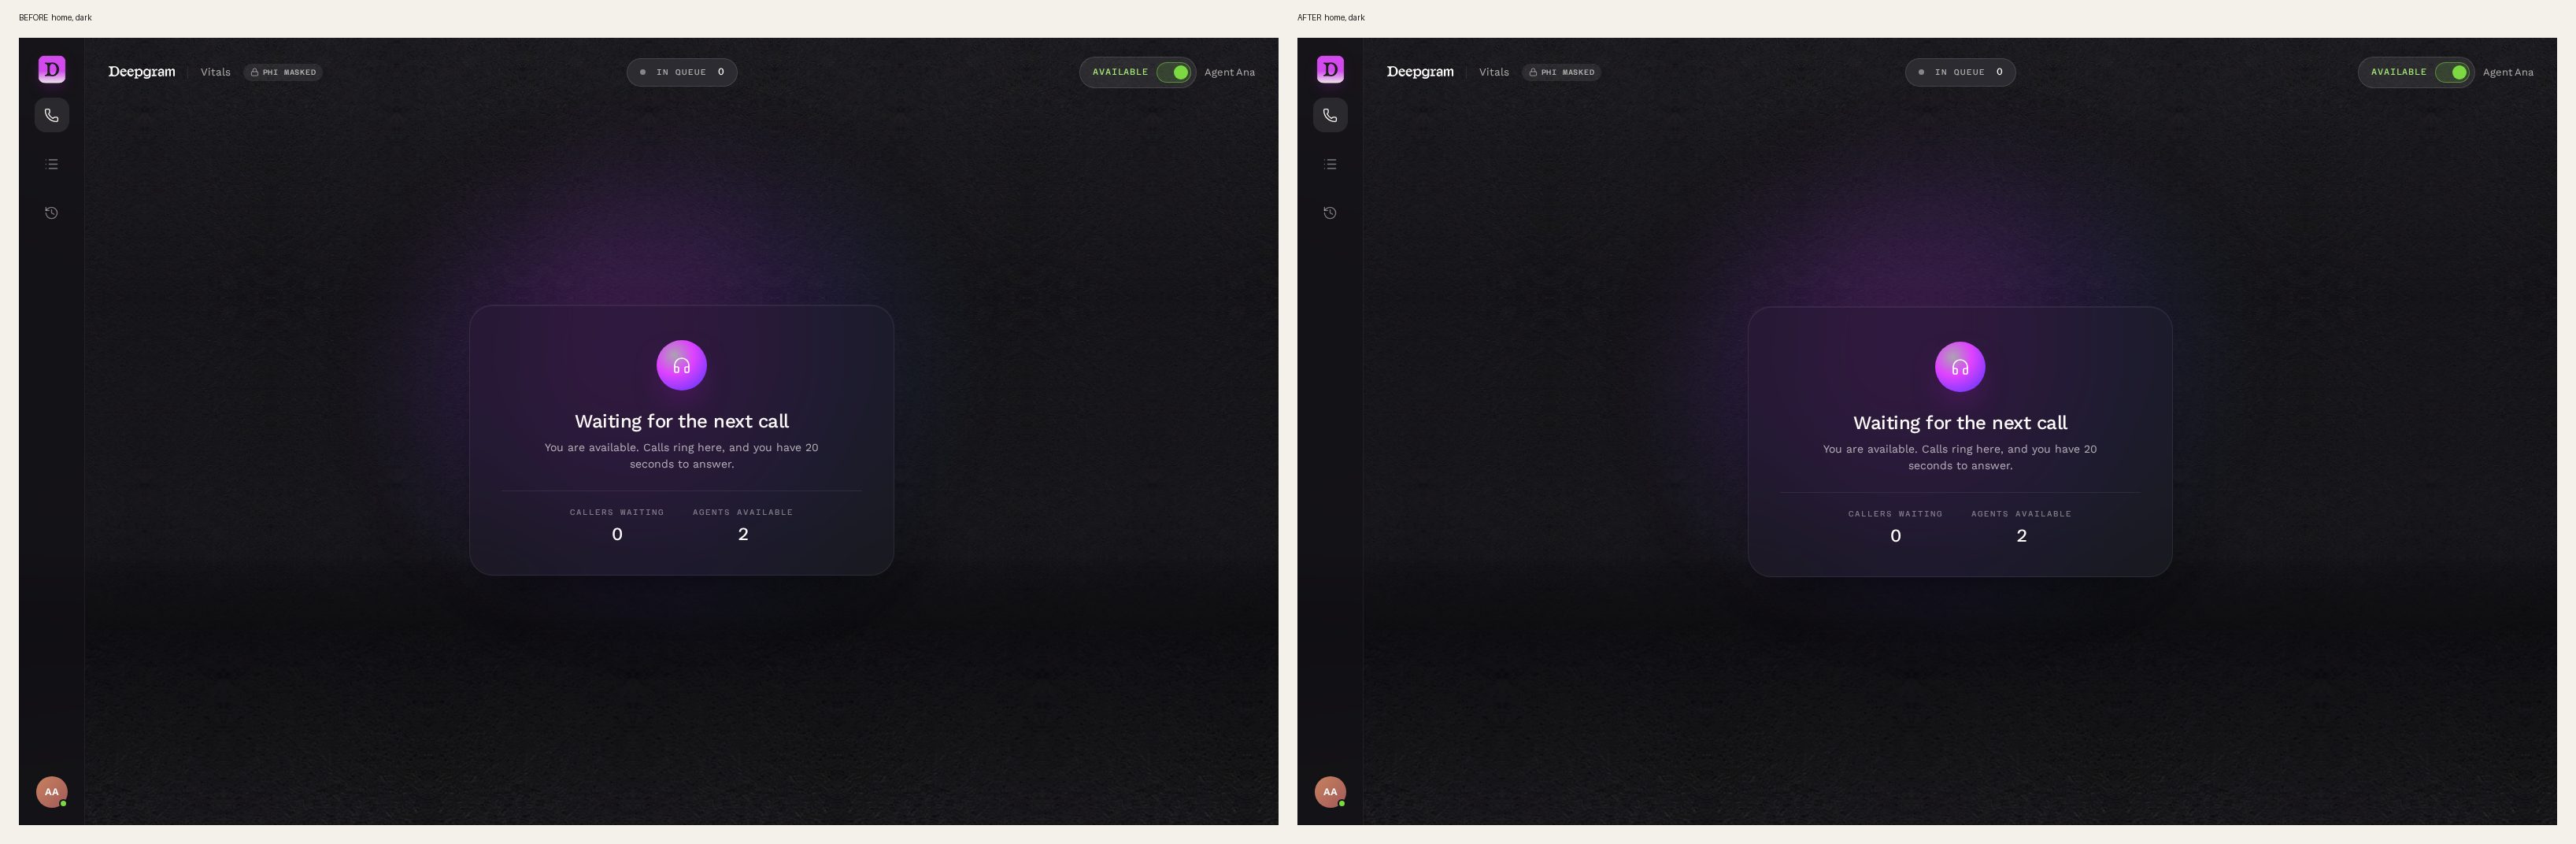 BEFORE home, dark
D
Deepgram Vitals PHI MASKED IN QUEUE 0 AVAILABLE Agent Ana
Waiting for the next call
You are available. Calls ring here, and you have 20
seconds to answer.
CALLERS WAITING AGENTS AVAILABLE
0 2
AA
AFTER home, dark
D
Deepgram Vitals PHI MASKED IN QUEUE 0 AVAILABLE Agent Ana
Waiting for the next call
You are available. Calls ring here, and you have 20
seconds to answer.
CALLERS WAITING AGENTS AVAILABLE
0 2
AA